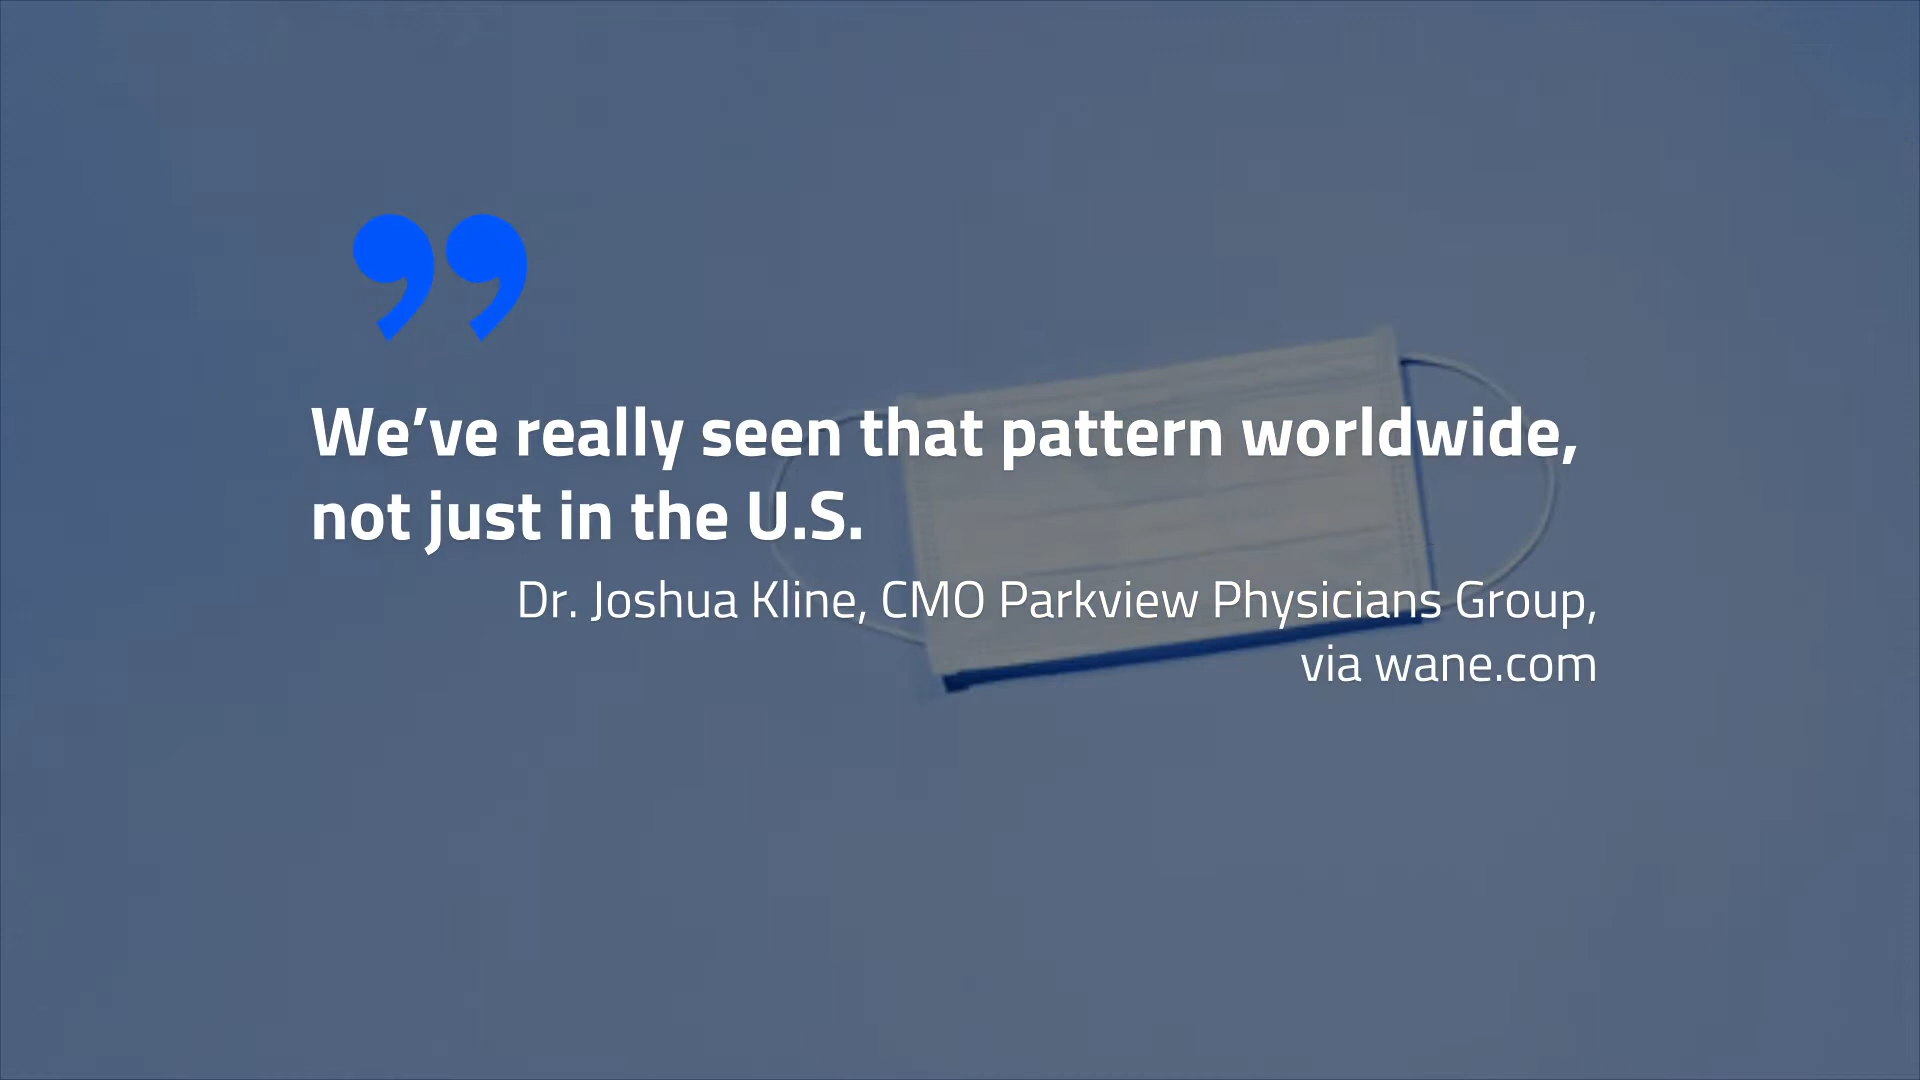 ”
We’ve really seen that pattern worldwide,
not just in the U.S.
Dr. Joshua Kline, CMO Parkview Physicians Group,
via wane.com